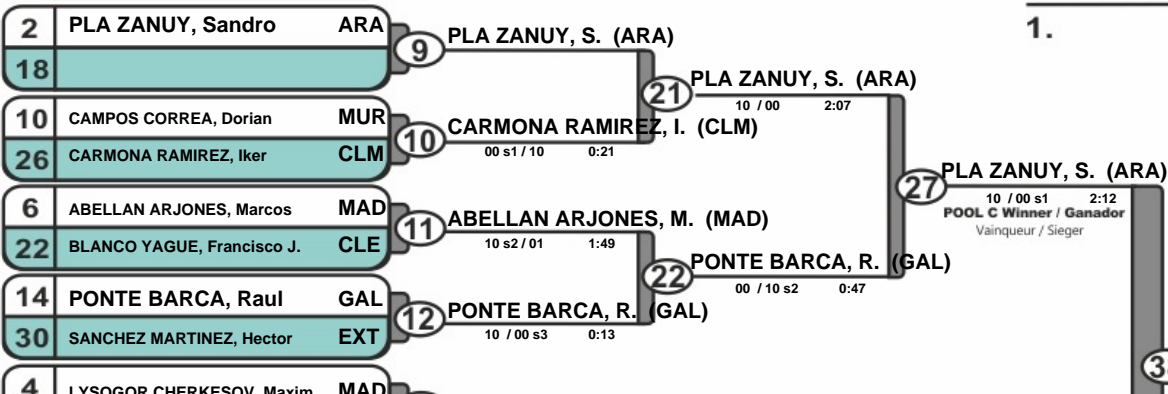 2 PLA ZANUY, Sandro ARA
18
9
PLA ZANUY, S. (ARA)
10 CAMPOS CORREA, Dorian MUR
26 CARMONA RAMIREZ, Iker CLM
10
CARMONA RAMIREZ, I. (CLM)
00 s1 / 10 0:21
21
PLA ZANUY, S. (ARA)
10 / 00 2:07
6 ABELLAN ARJONES, Marcos MAD
22 BLANCO YAGUE, Francisco J. CLE
11
ABELLAN ARJONES, M. (MAD)
10 s2 / 01 1:49
14 PONTE BARCA, Raul GAL
30 SANCHEZ MARTINEZ, Hector EXT
12
PONTE BARCA, R. (GAL)
10 / 00 s3 0:13
22
PONTE BARCA, R. (GAL)
00 / 10 s2 0:47
27
PLA ZANUY, S. (ARA)
10 / 00 s1 2:12
POOL C Winner / Ganador
Vainqueur / Sieger
1.
4 LYSOGOR CHERKESOV, Maxim MAD